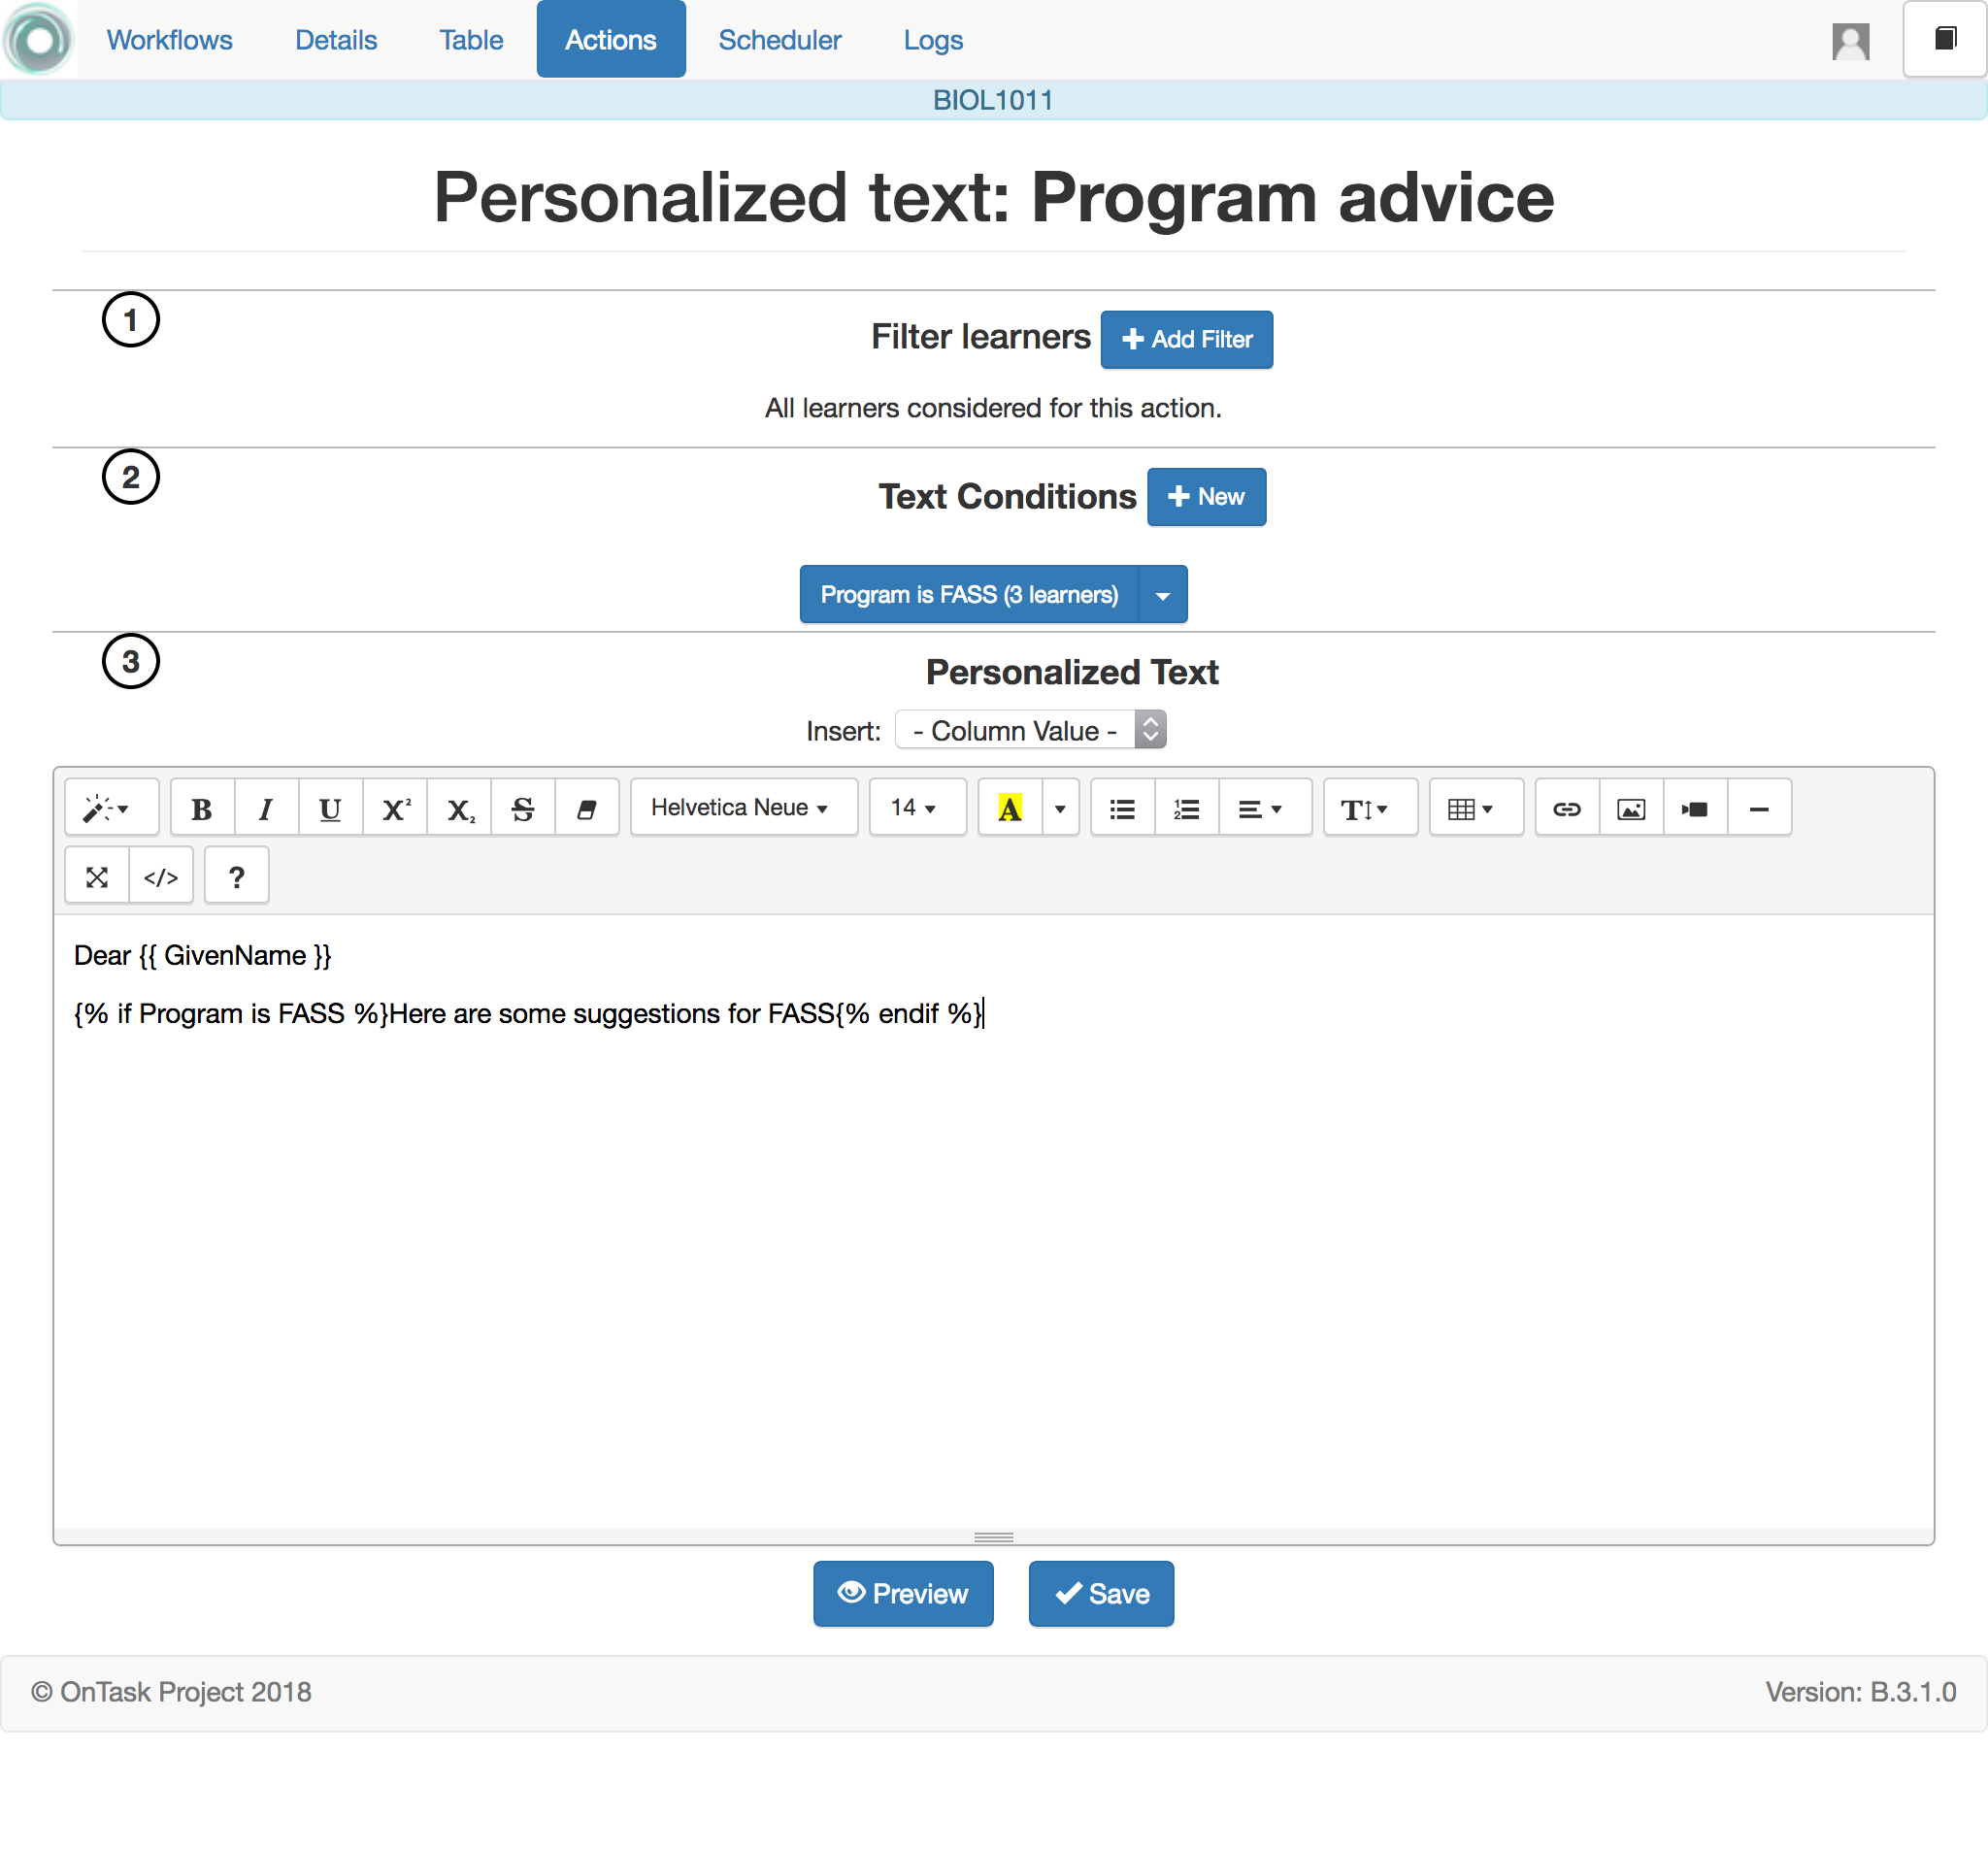 Workflows Details Table Actions Scheduler Logs
BIOL1011
Personalized text: Program advice
1
Filter learners + Add Filter
All learners considered for this action.
2
Text Conditions + New
Program is FASS (3 learners)
3
Personalized Text
Insert: - Column Value -
B I U X² X₂ S Helvetica Neue 14 A T
</> ?
Dear {{ GivenName }}
{% if Program is FASS %}Here are some suggestions for FASS{% endif %}
Preview Save
© OnTask Project 2018 Version: B.3.1.0